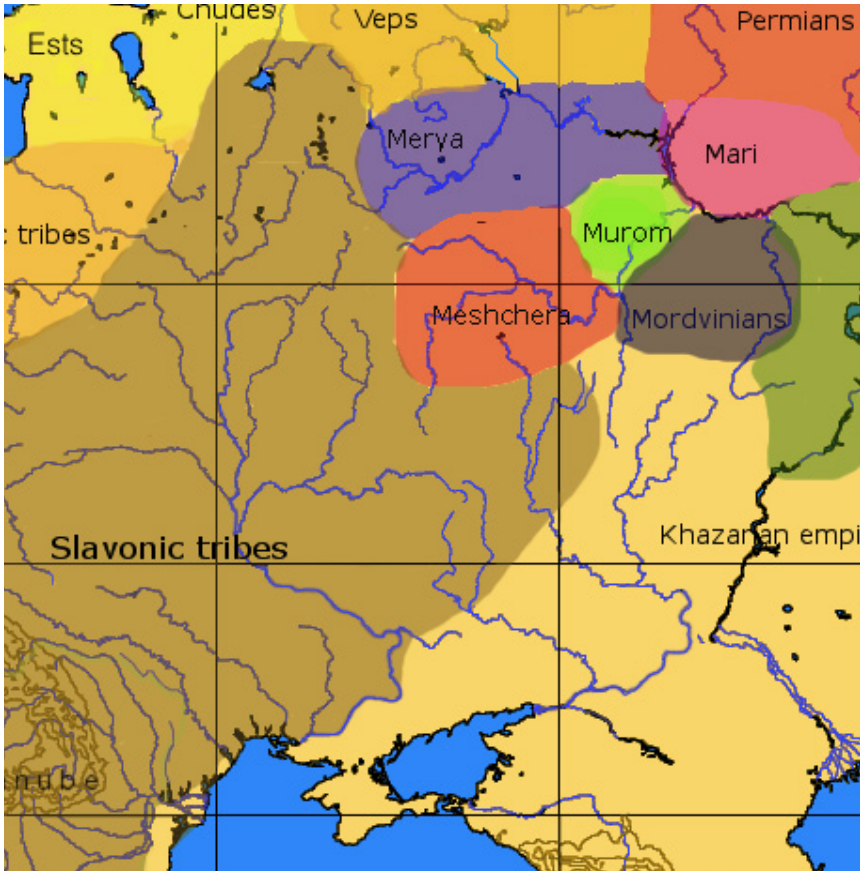 Chudes
Veps
Permians
Ests
Merya
Mari
c tribes
Murom
Meshchera
Mordvinians
Slavonic tribes
Khazarian empi
nube